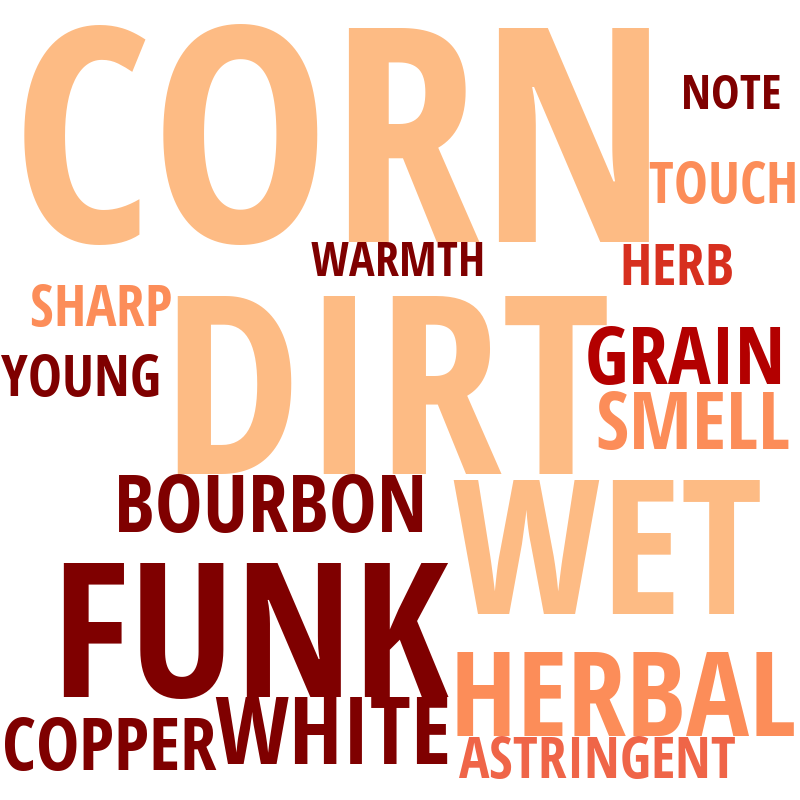 CORN
NOTE
TOUCH
WARMTH
HERB
SHARP
DIRT
GRAIN
YOUNG
SMELL
BOURBON
WET
FUNK
HERBAL
WHITE
COPPER
ASTRINGENT